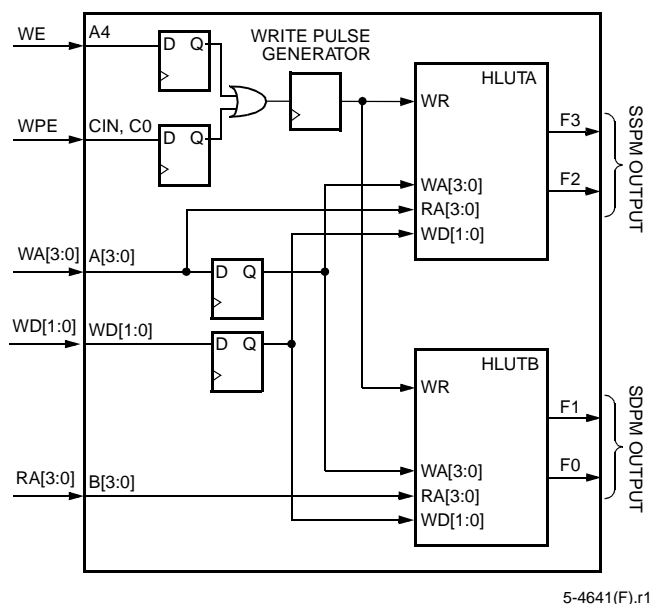 WE
A4
D Q
WRITE PULSE
GENERATOR
HLUTA
WR
F3
SSPM OUTPUT
WPE
CIN, C0
D Q
F2
WA[3:0]
RA[3:0]
WD[1:0]
WA[3:0]
A[3:0]
D Q
WD[1:0]
WD[1:0]
D Q
HLUTB
WR
F1
SDPM OUTPUT
F0
WA[3:0]
RA[3:0]
B[3:0]
RA[3:0]
WD[1:0]
5-4641(F).r1